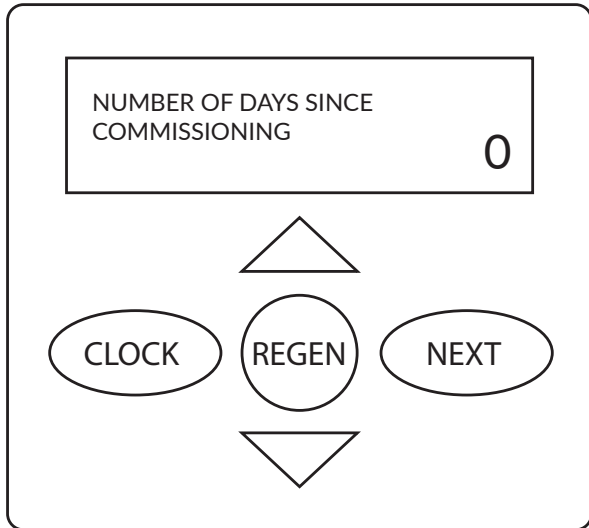 NUMBER OF DAYS SINCE
COMMISSIONING
0
CLOCK
REGEN
NEXT